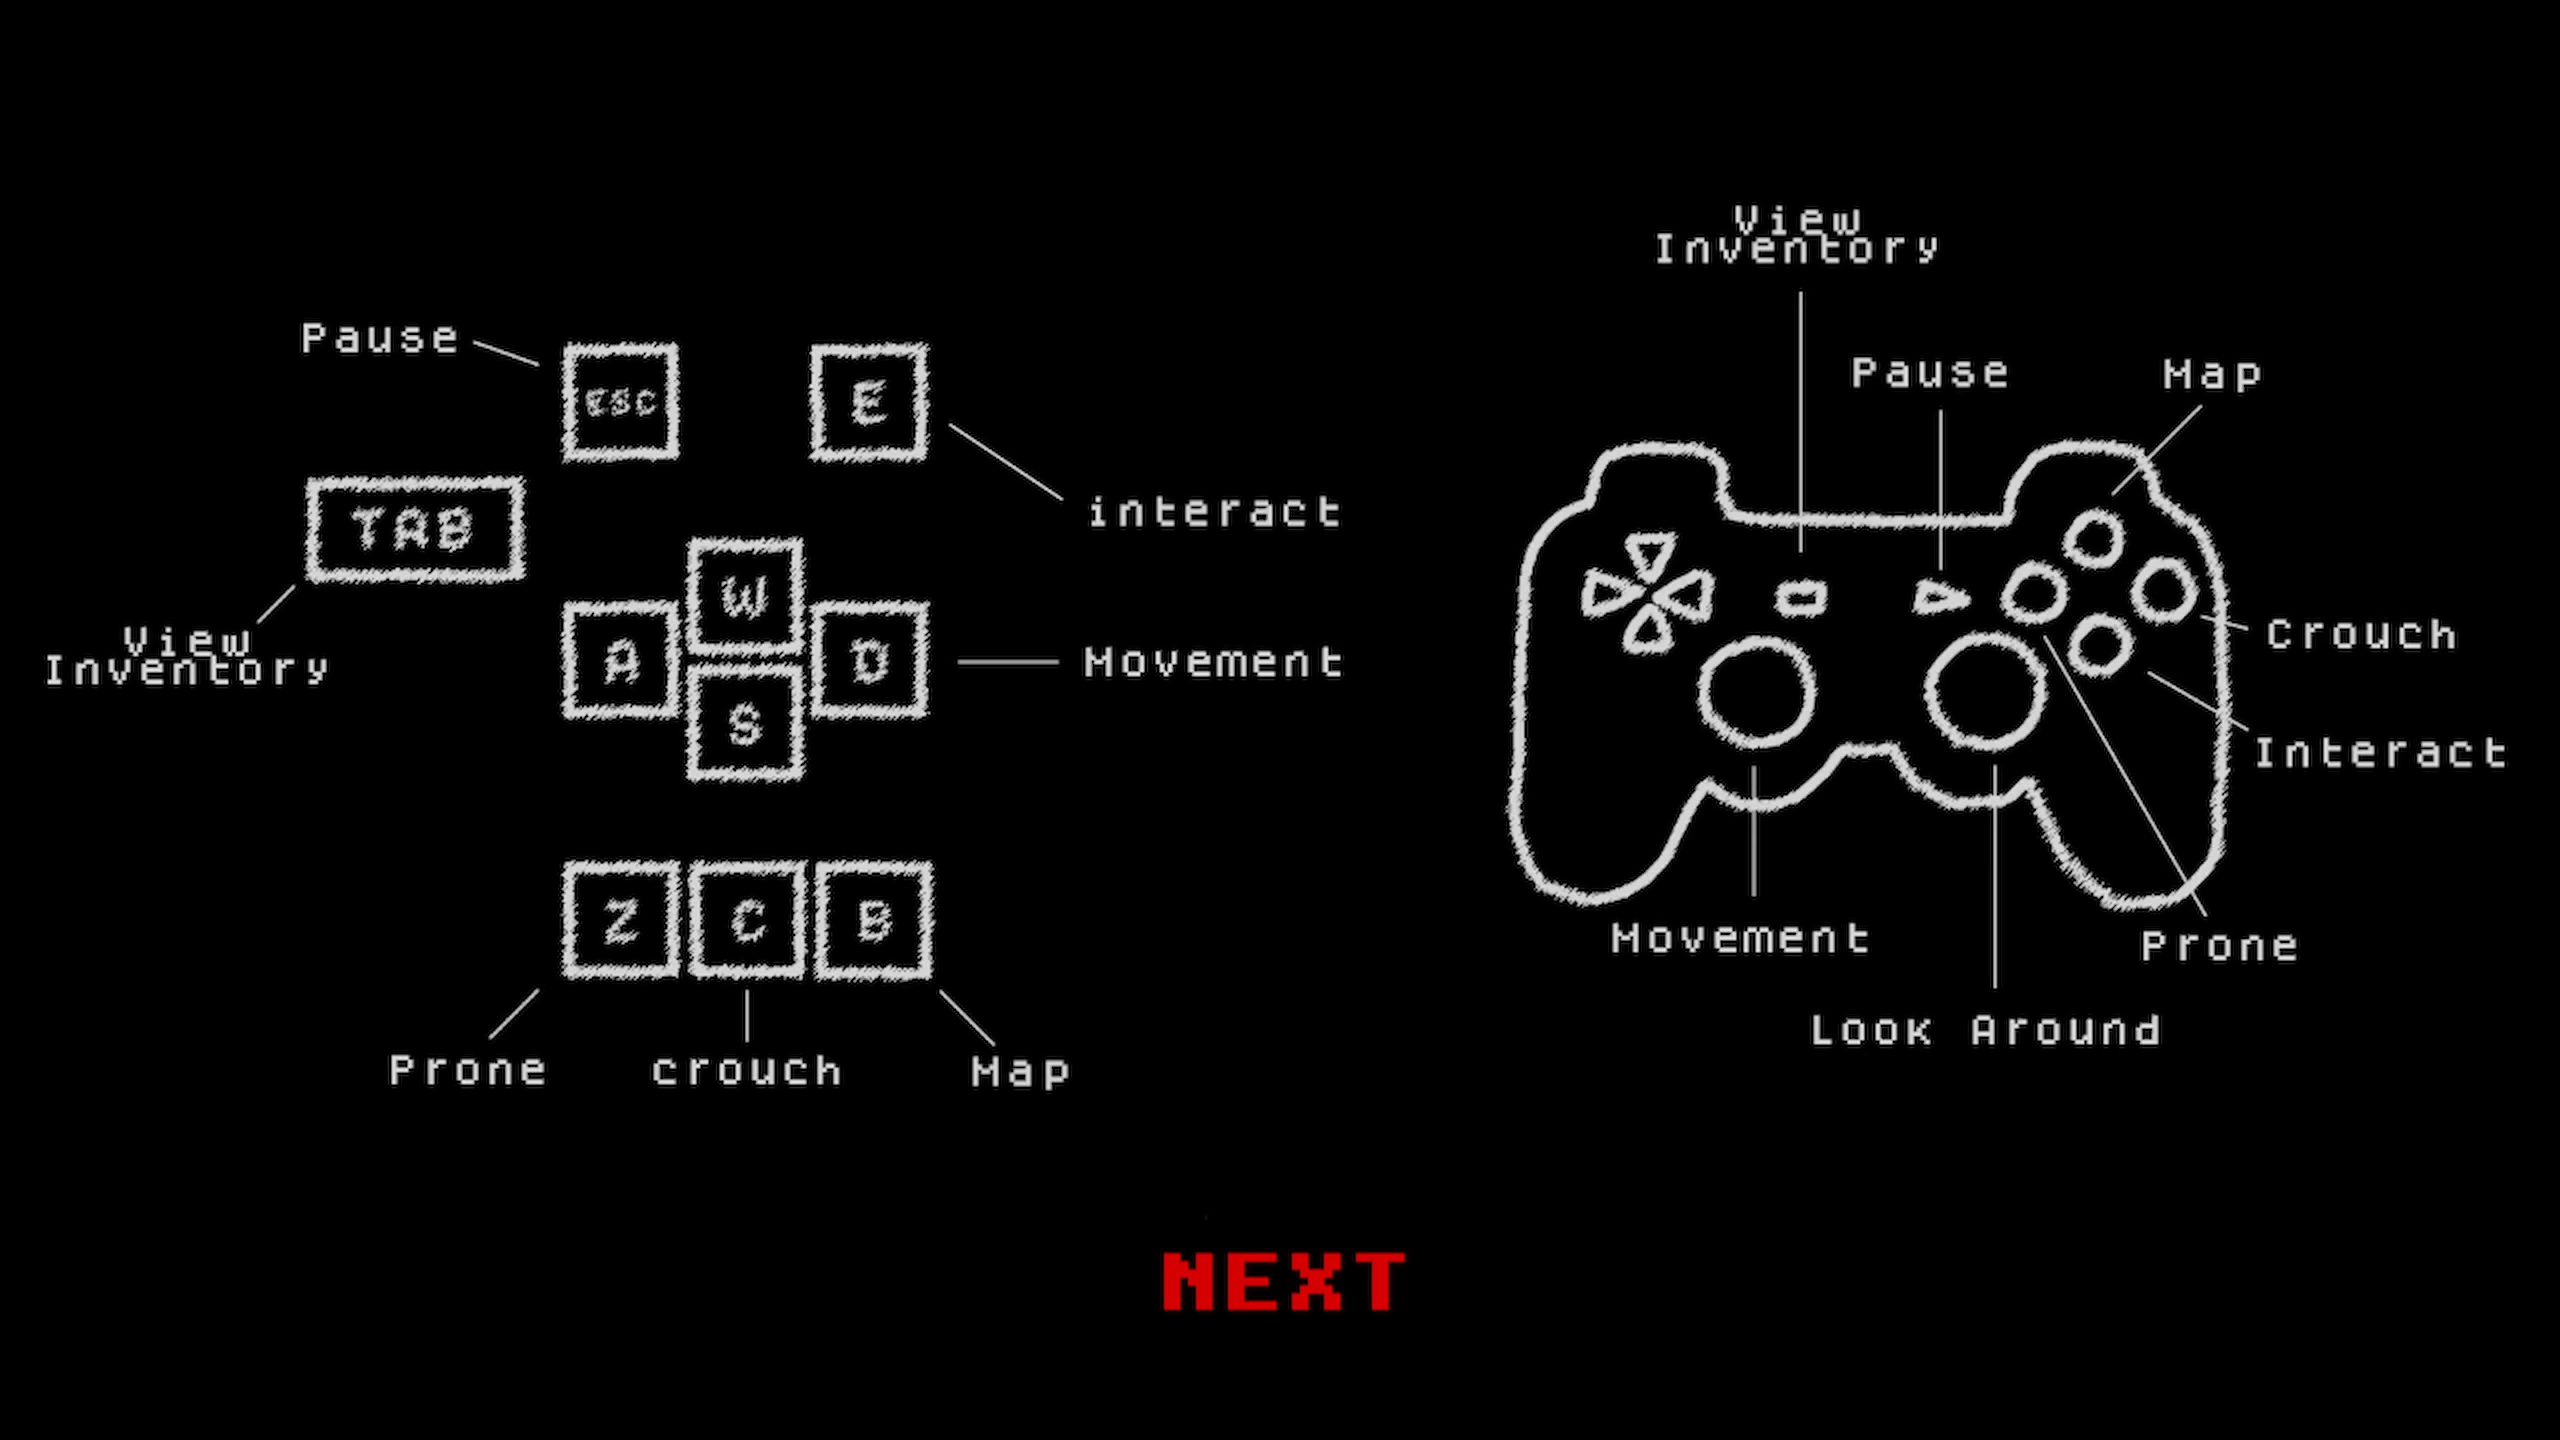 View
Inventory
Pause
ESC
E
Pause
Map
TAB
interact
View
Inventory
W
A
D
Movement
S
Crouch
Interact
Z
C
B
Movement
Prone
Prone
crouch
Map
Look Around
NEXT